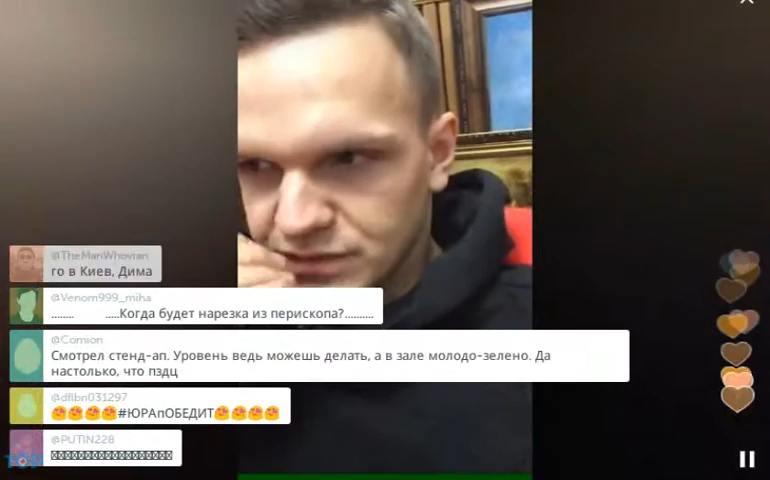 @TheManWhovian
го в Киев, Дима
@Venom999_miha
........ .....Когда будет нарезка из перископа?..........
@Comion
Смотрел стенд-ап. Уровень ведь можешь делать, а в зале молодо-зелено. Да
настолько, что пздц
@dflbn031297
#ЮРАпОБЕДИТ
@PUTIN228